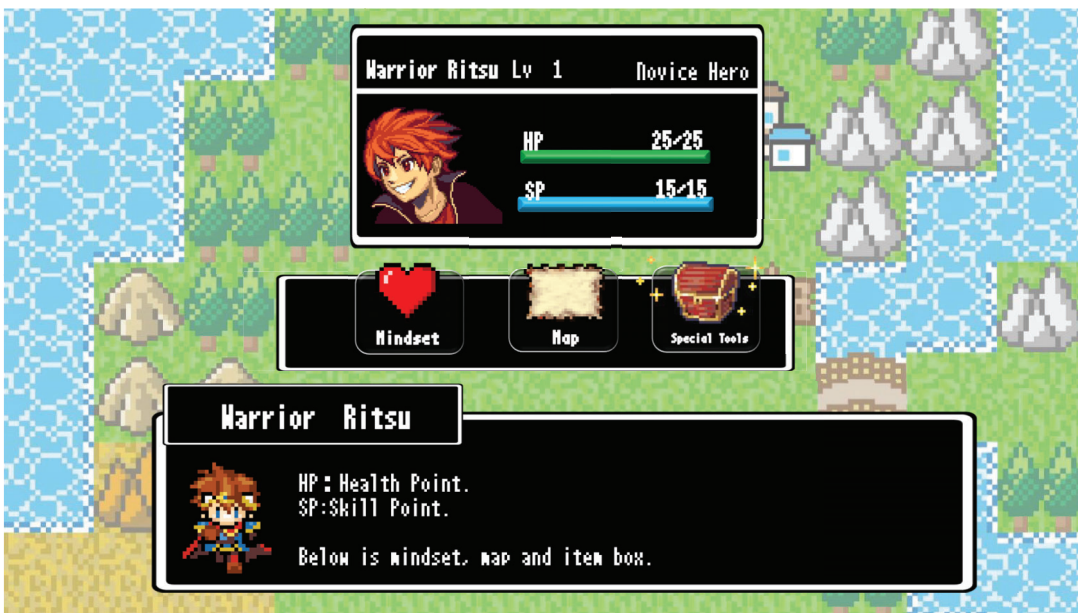 Warrior Ritsu Lv 1 Novice Hero
HP 25/25
SP 15/15
Mindset Map Special Tools
Warrior Ritsu
HP:Health Point.
SP:Skill Point.
Below is mindset, map and item box.